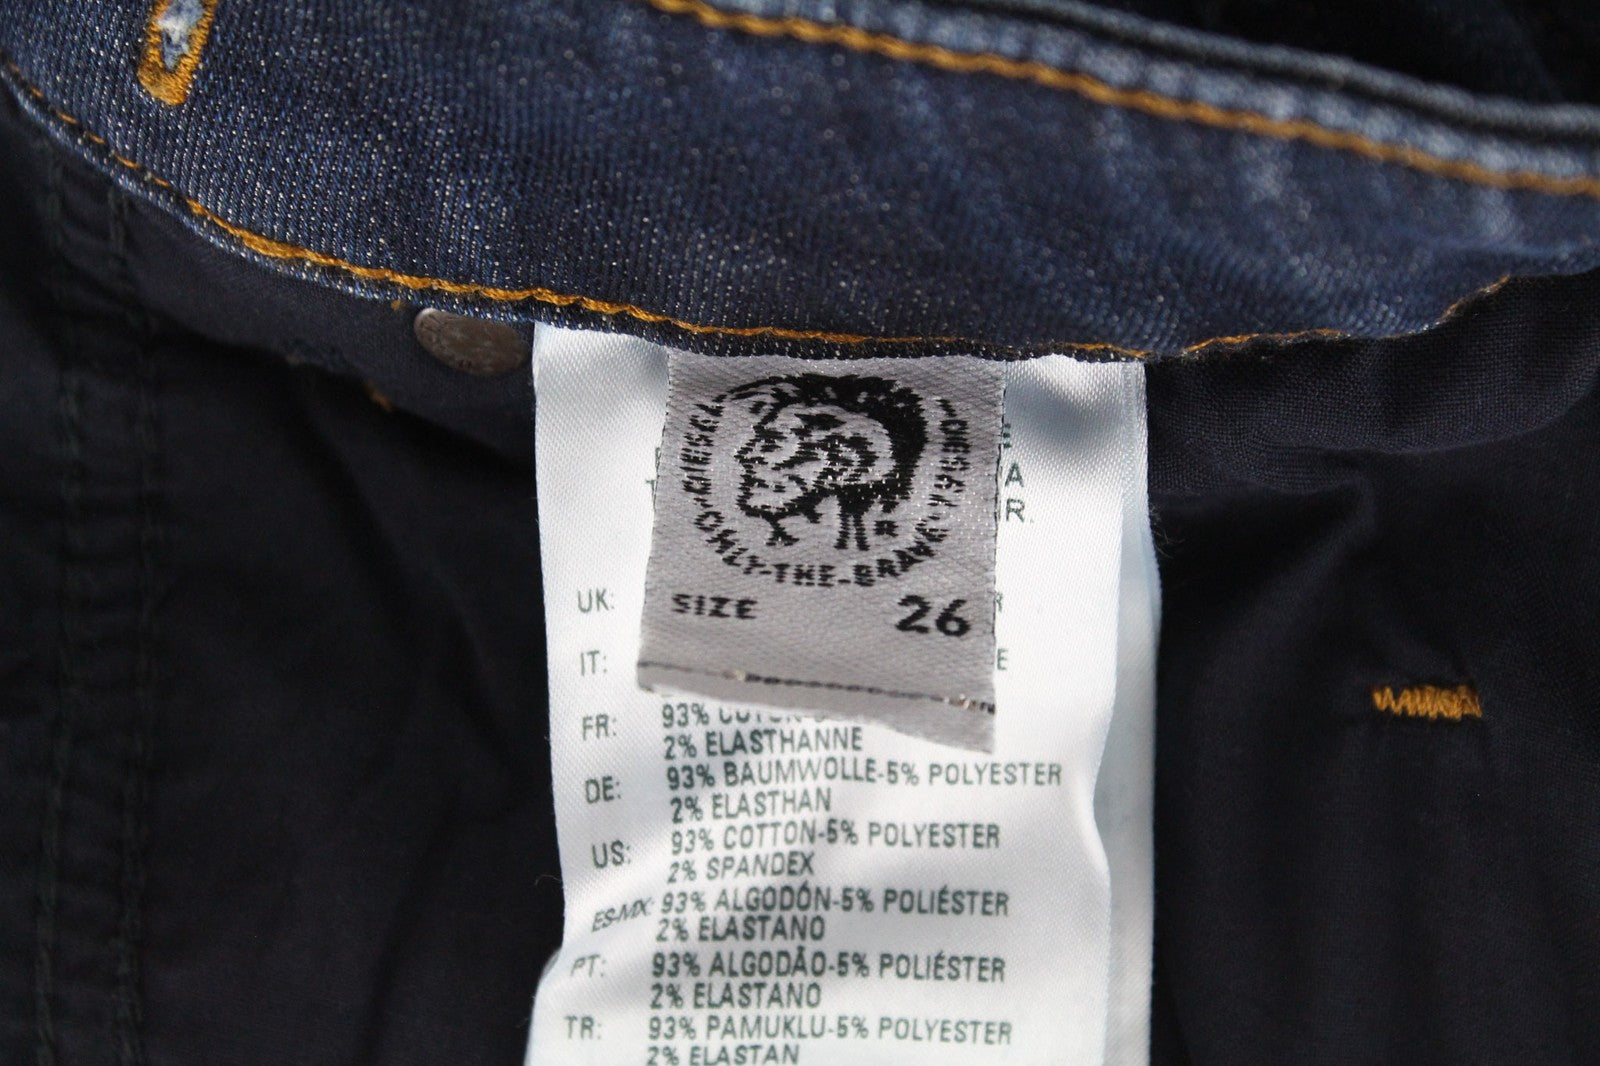 DIESEL
DIESEL
ONLY-THE-BRAVE
SIZE 26
A
R.
UK: R
IT: E
FR: 93%
2% ELASTHANNE
DE: 93% BAUMWOLLE-5% POLYESTER
2% ELASTHAN
US: 93% COTTON-5% POLYESTER
2% SPANDEX
ES-MX: 93% ALGODÓN-5% POLIÉSTER
2% ELASTANO
PT: 93% ALGODÃO-5% POLIÉSTER
2% ELASTANO
TR: 93% PAMUKLU-5% POLYESTER
2% ELASTAN